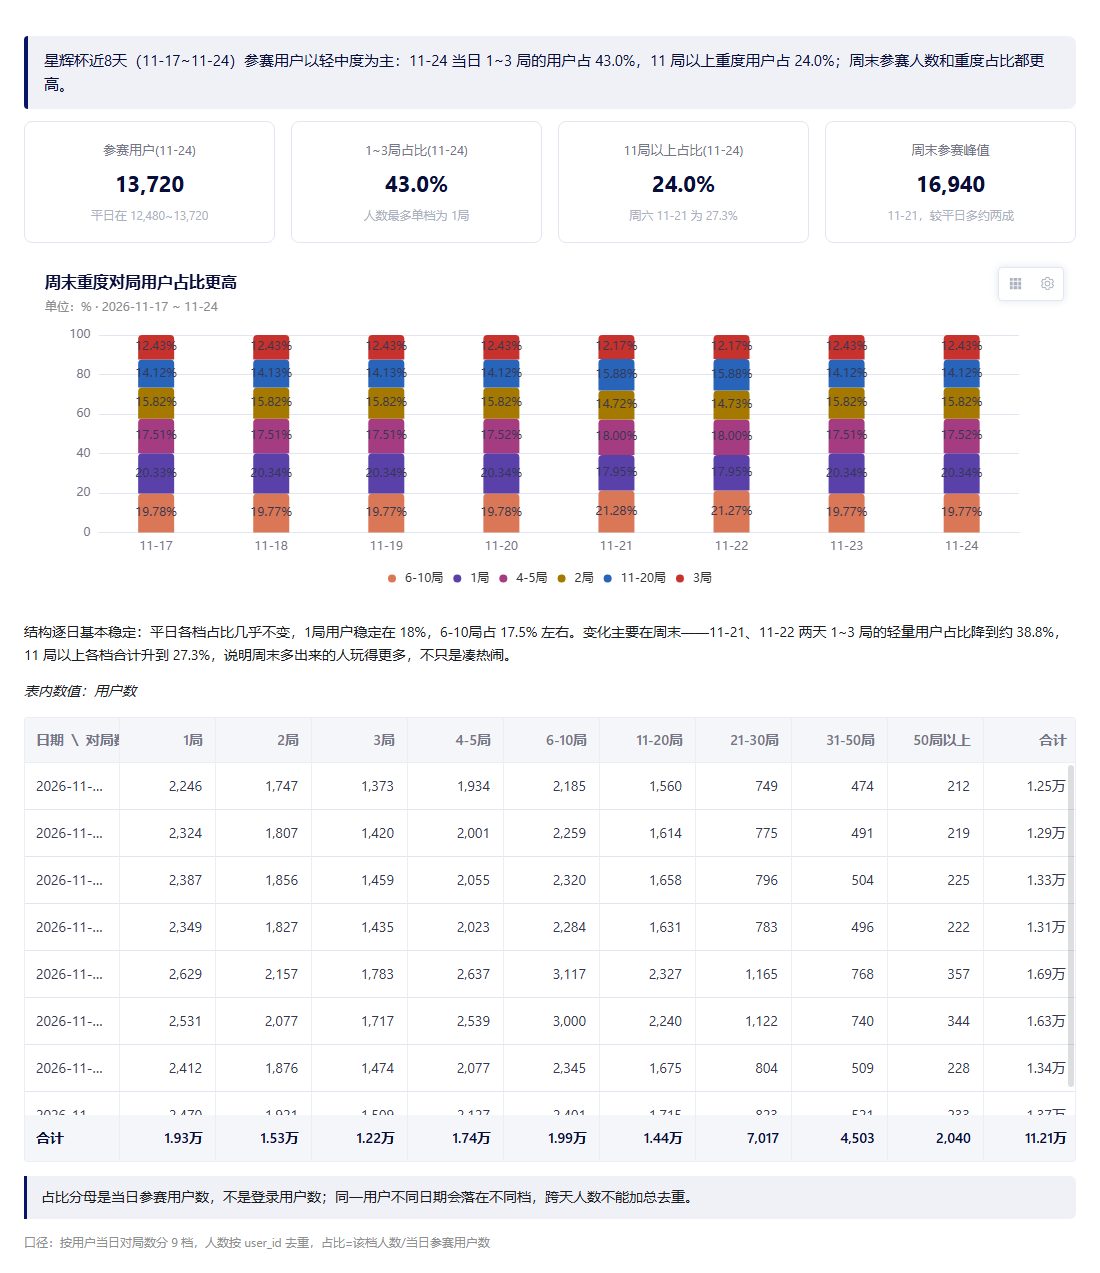 星辉杯近8天（11-17~11-24）参赛用户以轻中度为主：11-24 当日 1~3 局的用户占 43.0%，11 局以上重度用户占 24.0%；周末参赛人数和重度占比都更
高。
参赛用户(11-24)
13,720
平日在 12,480~13,720
1~3局占比(11-24)
43.0%
人数最多单档为 1局
11局以上占比(11-24)
24.0%
周六 11-21 为 27.3%
周末参赛峰值
16,940
11-21，较平日多约两成
周末重度对局用户占比更高
单位：% · 2026-11-17 ~ 11-24
100
80
60
40
20
0
12.43% 12.43% 12.43% 12.43% 12.17% 12.17% 12.43% 12.43%
14.12% 14.13% 14.13% 14.12% 15.88% 15.88% 14.12% 14.12%
15.82% 15.82% 15.82% 15.82% 14.72% 14.73% 15.82% 15.82%
17.51% 17.51% 17.51% 17.52% 18.00% 18.00% 17.51% 17.52%
20.33% 20.34% 20.34% 20.34% 17.95% 17.95% 20.34% 20.34%
19.78% 19.77% 19.77% 19.78% 21.28% 21.27% 19.77% 19.77%
11-17 11-18 11-19 11-20 11-21 11-22 11-23 11-24
6-10局 1局 4-5局 2局 11-20局 3局
结构逐日基本稳定：平日各档占比几乎不变，1局用户稳定在 18%，6-10局占 17.5% 左右。变化主要在周末——11-21、11-22 两天 1~3 局的轻量用户占比降到约 38.8%，
11 局以上各档合计升到 27.3%，说明周末多出来的人玩得更多，不只是凑热闹。
表内数值：用户数
日期 \ 对局 1局 2局 3局 4-5局 6-10局 11-20局 21-30局 31-50局 50局以上 合计
2026-11-... 2,246 1,747 1,373 1,934 2,185 1,560 749 474 212 1.25万
2026-11-... 2,324 1,807 1,420 2,001 2,259 1,614 775 491 219 1.29万
2026-11-... 2,387 1,856 1,459 2,055 2,320 1,658 796 504 225 1.33万
2026-11-... 2,349 1,827 1,435 2,023 2,284 1,631 783 496 222 1.31万
2026-11-... 2,629 2,157 1,783 2,637 3,117 2,327 1,165 768 357 1.69万
2026-11-... 2,531 2,077 1,717 2,539 3,000 2,240 1,122 740 344 1.63万
2026-11-... 2,412 1,876 1,474 2,077 2,345 1,675 804 509 228 1.34万
2026-11-... 2,470 1,921 1,509 2,127 2,401 1,715 823 521 233 1.37万
合计 1.93万 1.53万 1.22万 1.74万 1.99万 1.44万 7,017 4,503 2,040 11.21万
占比分母是当日参赛用户数，不是登录用户数；同一用户不同日期会落在不同档，跨天人数不能加总去重。
口径：按用户当日对局数分 9 档，人数按 user_id 去重，占比=该档人数/当日参赛用户数